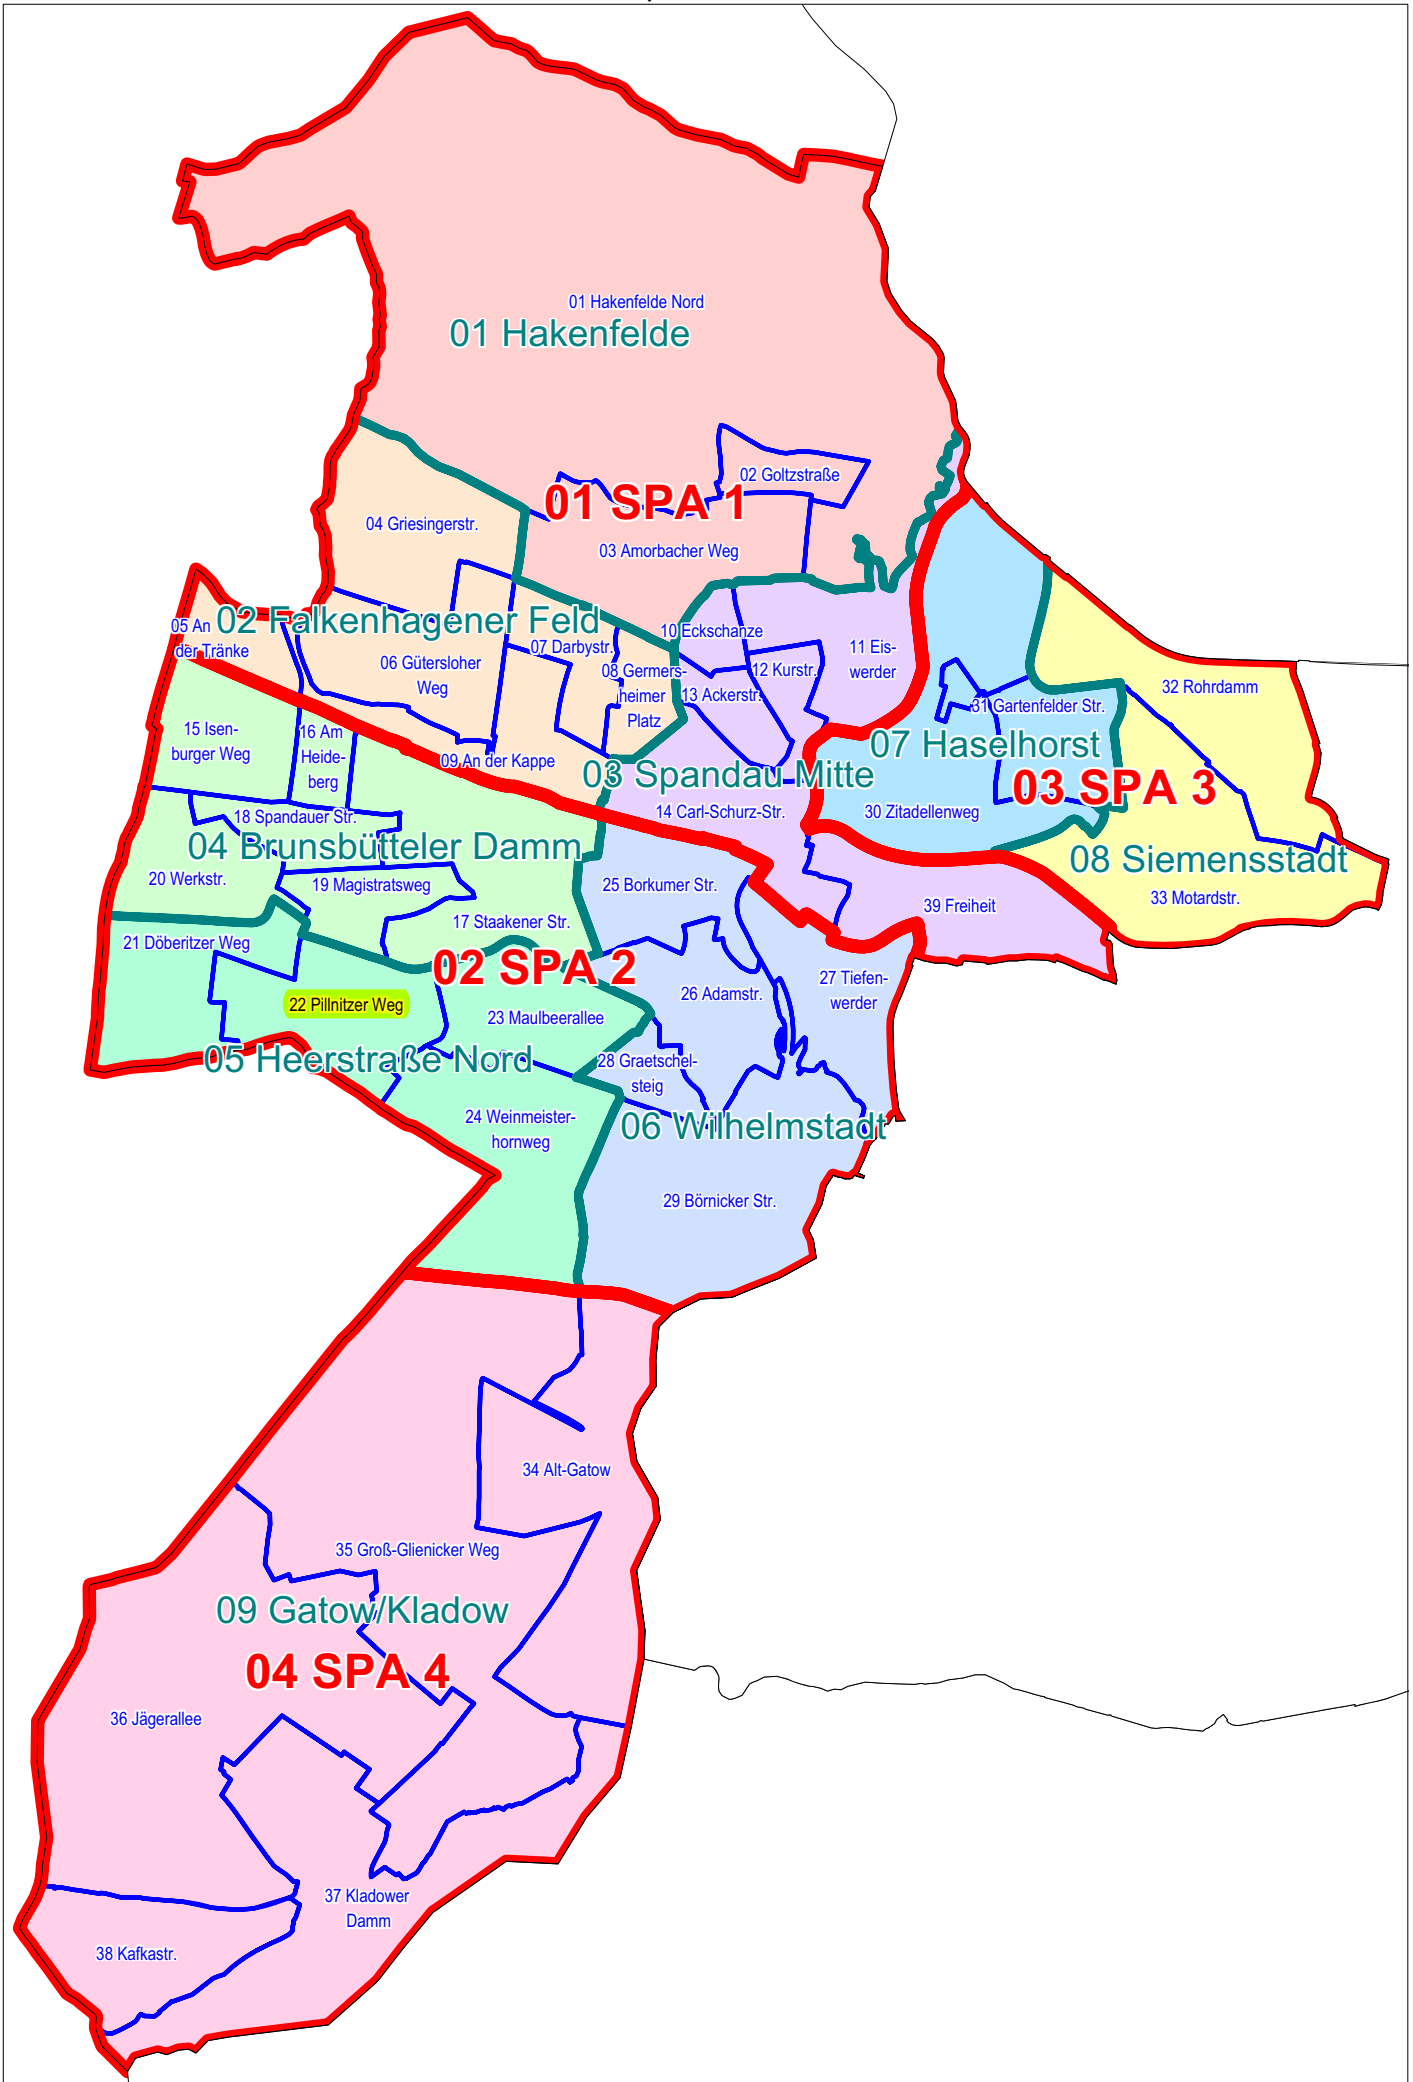 01 Hakenfelde Nord
01 Hakenfelde
02 Goltzstraße
01 SPA 1
04 Griesingerstr.
03 Amorbacher Weg
02 Falkenhagener Feld
05 An
der Tränke
06 Gütersloher
Weg
07 Darbystr.
08 Germers-
heimer
Platz
09 An der Kappe
10 Eckschanze
11 Eis-
werder
12 Kurstr.
13 Ackerstr.
03 Spandau Mitte
14 Carl-Schurz-Str.
39 Freiheit
32 Rohrdamm
31 Gartenfelder Str.
07 Haselhorst
03 SPA 3
30 Zitadellenweg
08 Siemensstadt
33 Motardstr.
15 Isen-
burger Weg
16 Am
Heide-
berg
18 Spandauer Str.
04 Brunsbütteler Damm
20 Werkstr.
19 Magistratsweg
17 Staakener Str.
21 Döberitzer Weg
02 SPA 2
22 Pillnitzer Weg
23 Maulbeerallee
05 Heerstraße Nord
24 Weinmeister-
hornweg
25 Borkumer Str.
26 Adamstr.
27 Tiefen-
werder
28 Graetschel-
steig
06 Wilhelmstadt
29 Börnicker Str.
34 Alt-Gatow
35 Groß-Glienicker Weg
09 Gatow/Kladow
04 SPA 4
36 Jägerallee
37 Kladower
Damm
38 Kafkastr.